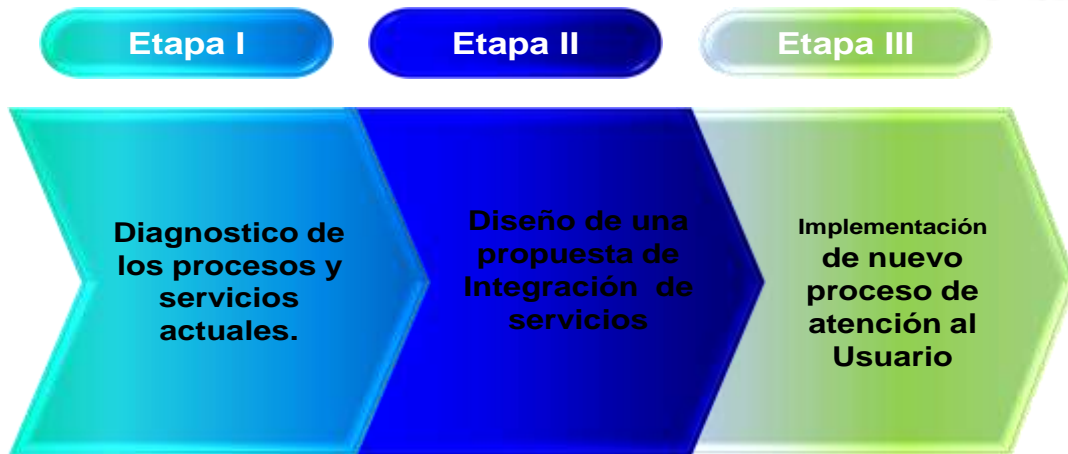 Etapa I
Etapa II
Etapa III
Diagnostico de
los procesos y
servicios
actuales.
Diseño de una
propuesta de
Integración de
servicios
Implementación
de nuevo
proceso de
atención al
Usuario